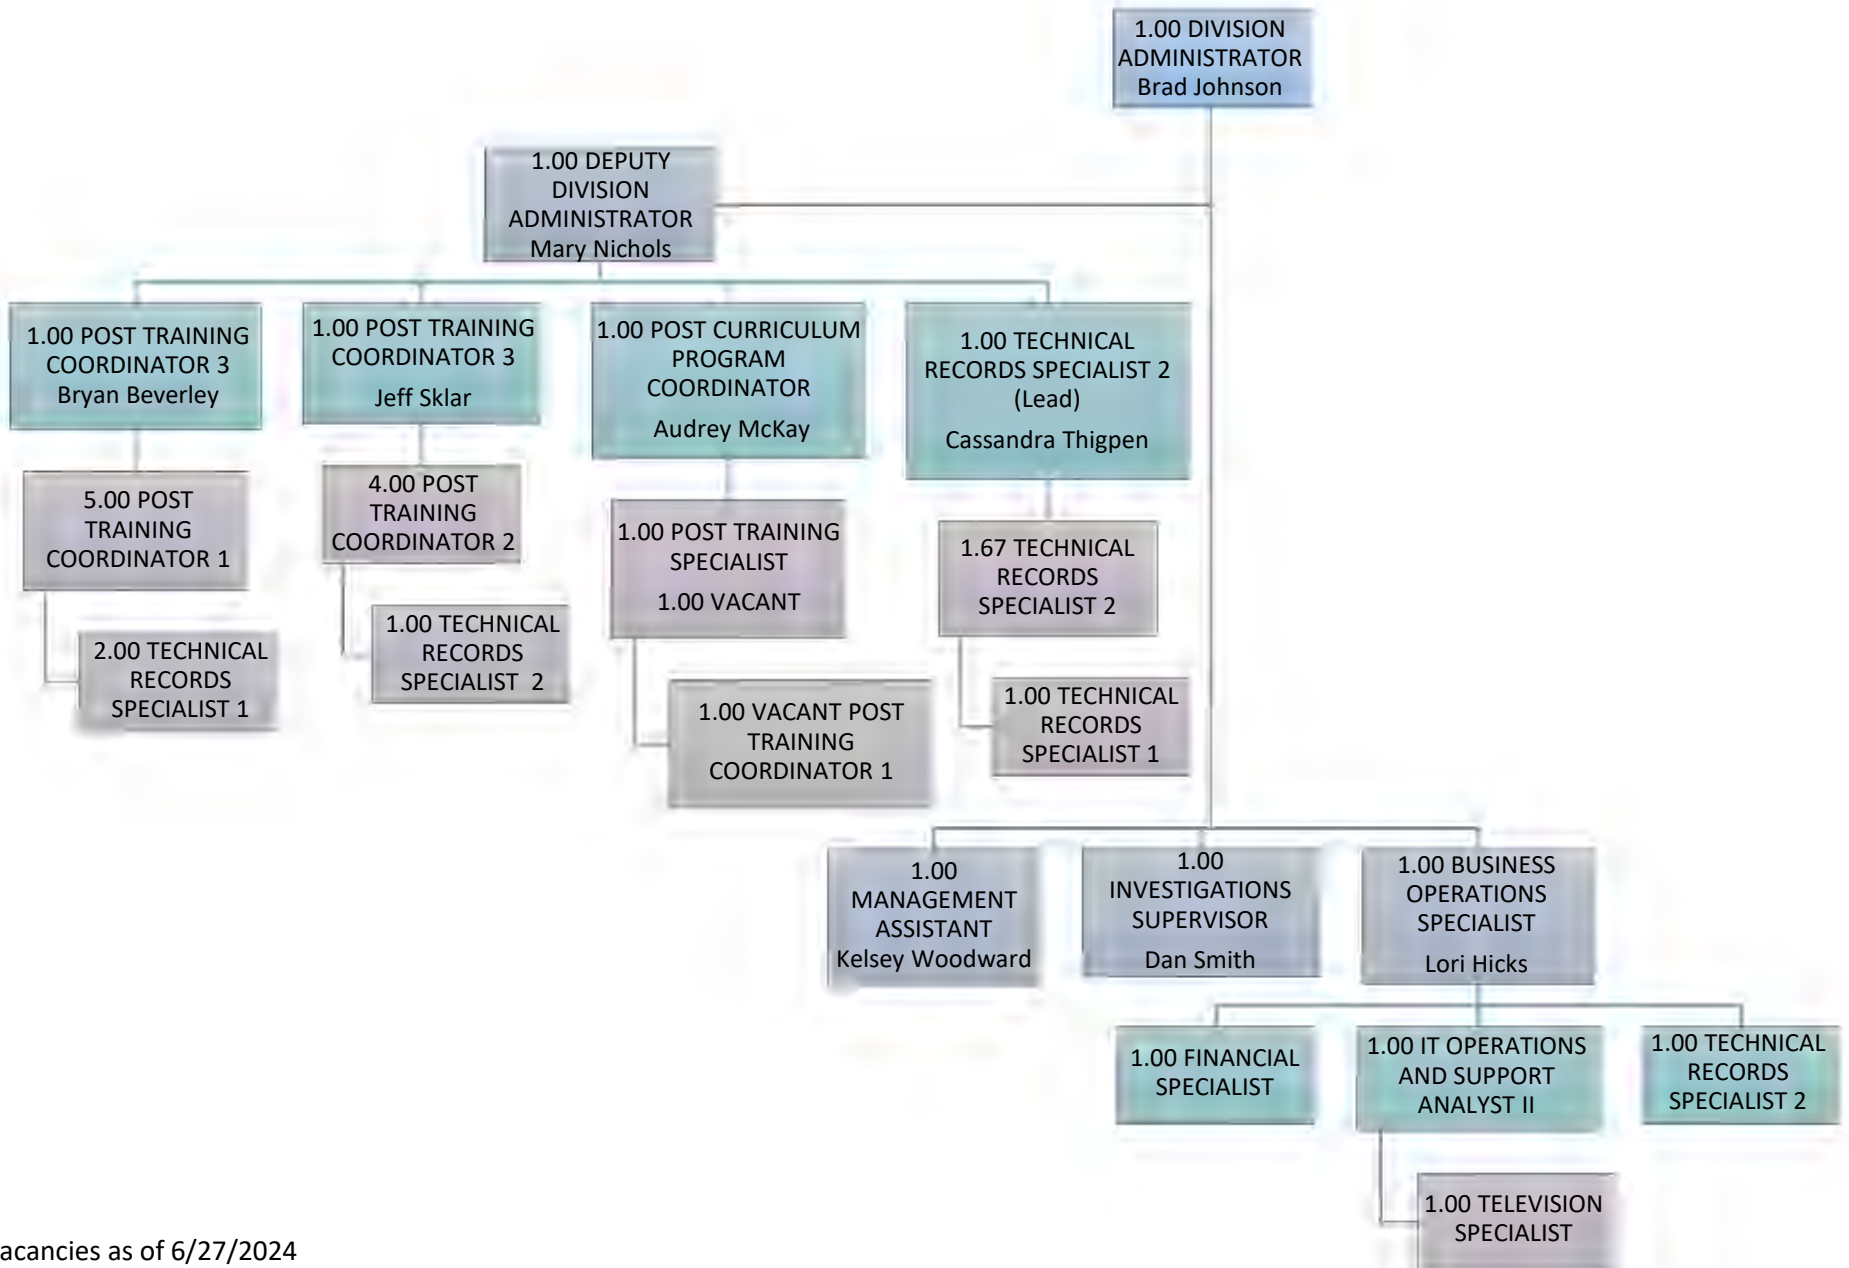 1.00 DIVISION
ADMINISTRATOR
Brad Johnson
1.00 DEPUTY
DIVISION
ADMINISTRATOR
Mary Nichols
1.00 POST TRAINING
COORDINATOR 3
Bryan Beverley
1.00 POST TRAINING
COORDINATOR 3
Jeff Sklar
1.00 POST CURRICULUM
PROGRAM
COORDINATOR
Audrey McKay
1.00 TECHNICAL
RECORDS SPECIALIST 2
(Lead)
Cassandra Thigpen
5.00 POST
TRAINING
COORDINATOR 1
4.00 POST
TRAINING
COORDINATOR 2
1.00 POST TRAINING
SPECIALIST
1.00 VACANT
1.67 TECHNICAL
RECORDS
SPECIALIST 2
2.00 TECHNICAL
RECORDS
SPECIALIST 1
1.00 TECHNICAL
RECORDS
SPECIALIST 2
1.00 VACANT POST
TRAINING
COORDINATOR 1
1.00 TECHNICAL
RECORDS
SPECIALIST 1
1.00
MANAGEMENT
ASSISTANT
Kelsey Woodward
1.00
INVESTIGATIONS
SUPERVISOR
Dan Smith
1.00 BUSINESS
OPERATIONS
SPECIALIST
Lori Hicks
1.00 FINANCIAL
SPECIALIST
1.00 IT OPERATIONS
AND SUPPORT
ANALYST II
1.00 TECHNICAL
RECORDS
SPECIALIST 2
1.00 TELEVISION
SPECIALIST
acancies as of 6/27/2024